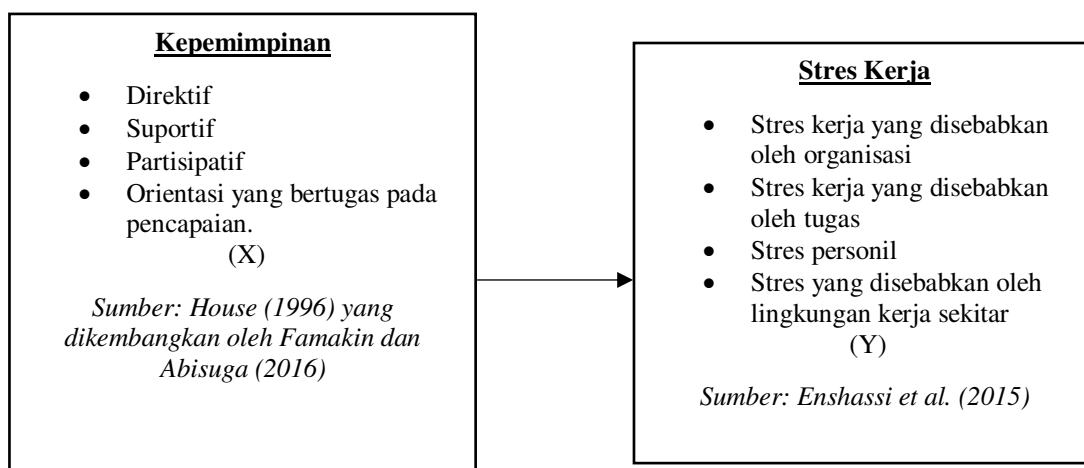 Kepemimpinan
• Direktif
• Suportif
• Partisipatif
• Orientasi yang bertugas pada
pencapaian.
(X)
Sumber: House (1996) yang
dikembangkan oleh Famakin dan
Abisuga (2016)
Stres Kerja
• Stres kerja yang disebabkan
oleh organisasi
• Stres kerja yang disebabkan
oleh tugas
• Stres personil
• Stres yang disebabkan oleh
lingkungan kerja sekitar
(Y)
Sumber: Enshassi et al. (2015)